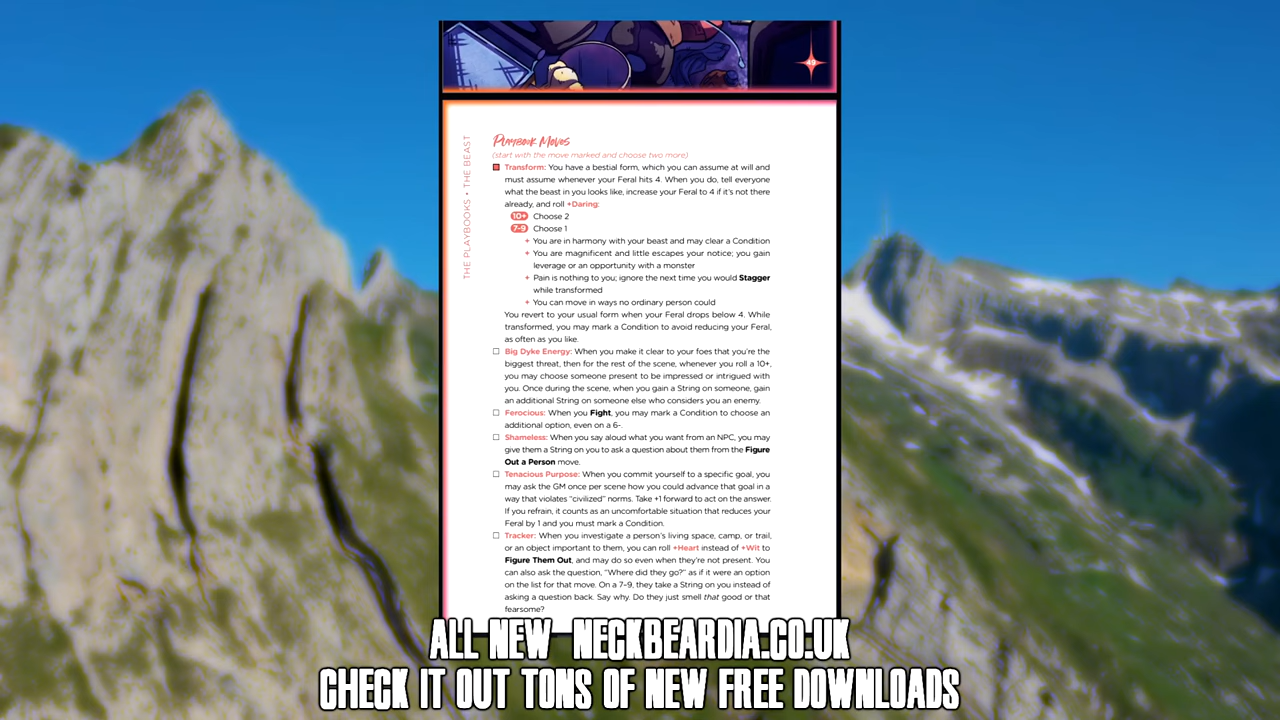 49
THE PLAYBOOKS • THE BEAST
Playbook Moves
(start with the move marked and choose two more)
Transform: You have a bestial form, which you can assume at will and
must assume whenever your Feral hits 4. When you do, tell everyone
what the beast in you looks like, increase your Feral to 4 if it's not there
already, and roll +Daring:
10+ Choose 2
7-9 Choose 1
+ You are in harmony with your beast and may clear a Condition
+ You are magnificent and little escapes your notice; you gain
leverage or an opportunity with a monster
+ Pain is nothing to you; ignore the next time you would Stagger
while transformed
+ You can move in ways no ordinary person could
You revert to your usual form when your Feral drops below 4. While
transformed, you may mark a Condition to avoid reducing your Feral,
as often as you like.
Big Dyke Energy: When you make it clear to your foes that you're the
biggest threat, then for the rest of the scene, whenever you roll a 10+,
you may choose someone present to be impressed or intrigued with
you. Once during the scene, when you gain a String on someone, gain
an additional String on someone else who considers you an enemy.
Ferocious: When you Fight, you may mark a Condition to choose an
additional option, even on a 6-.
Shameless: When you say aloud what you want from an NPC, you may
give them a String on you to ask a question about them from the Figure
Out a Person move.
Tenacious Purpose: When you commit yourself to a specific goal, you
may ask the GM once per scene how you could advance that goal in a
way that violates "civilized" norms. Take +1 forward to act on the answer.
If you refrain, it counts as an uncomfortable situation that reduces your
Feral by 1 and you must mark a Condition.
Tracker: When you investigate a person's living space, camp, or trail,
or an object important to them, you can roll +Heart instead of +Wit to
Figure Them Out, and may do so even when they're not present. You
can also ask the question, "Where did they go?" as if it were an option
on the list for that move. On a 7–9, they take a String on you instead of
asking a question back. Say why. Do they just smell that good or that
fearsome?
ALL NEW NECKBEARDIA.CO.UK
CHECK IT OUT TONS OF NEW FREE DOWNLOADS